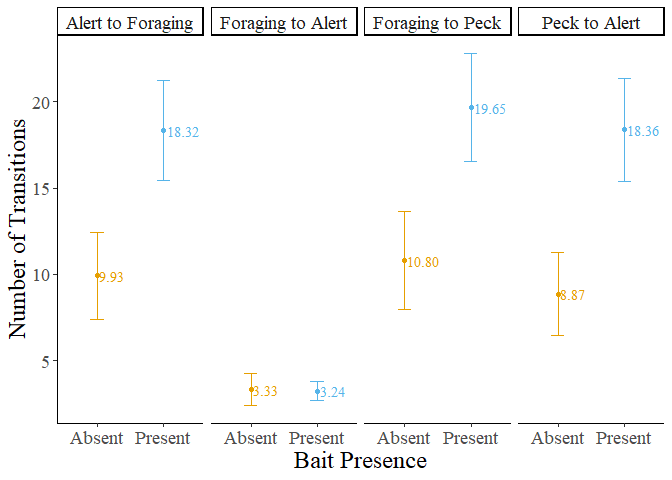 Alert to Foraging Foraging to Alert Foraging to Peck Peck to Alert
Number of Transitions
20
15
10
5
9.93 18.32
3.33 3.24
10.80 19.65
8.87 18.36
Absent Present Absent Present Absent Present Absent Present
Bait Presence